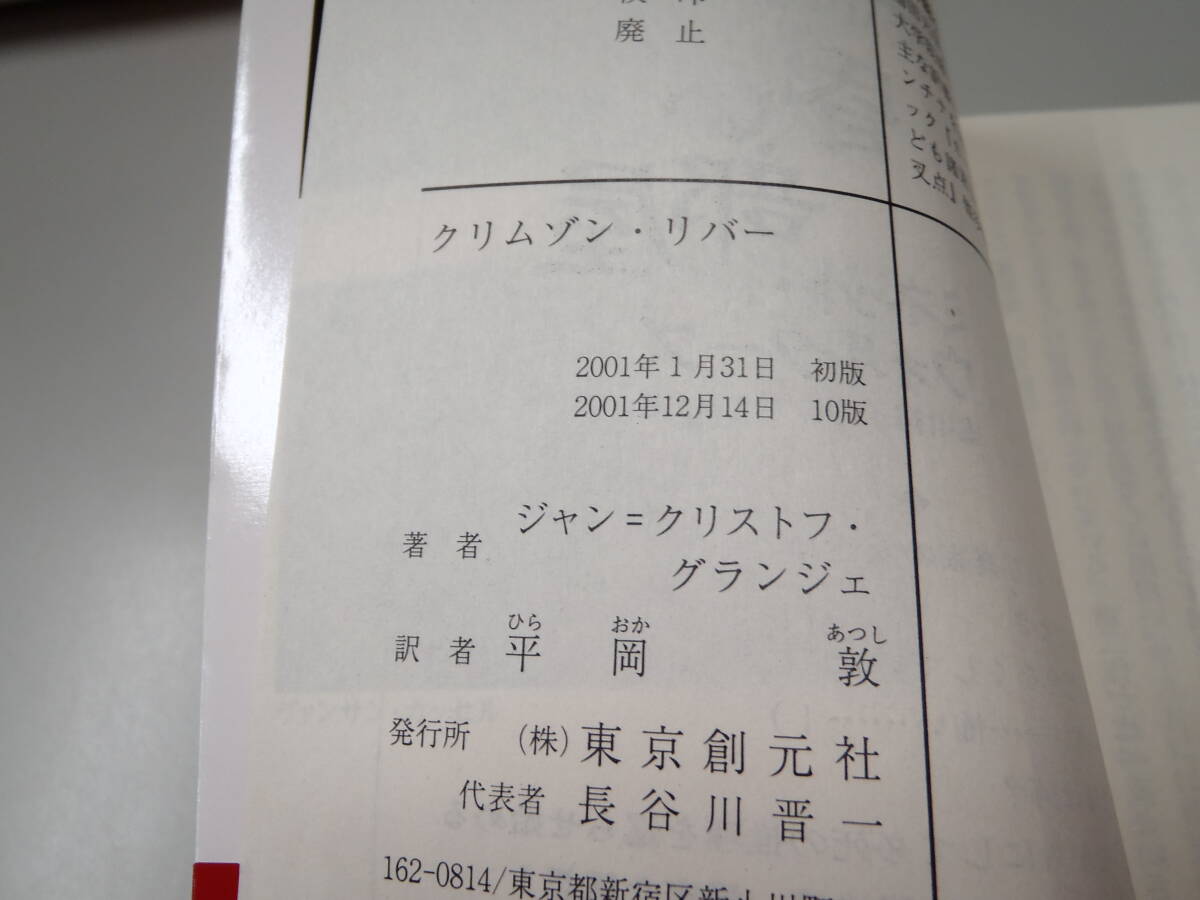 廃止
クリムゾン・リバー
2001年1月31日 初版
2001年12月14日 10版
著者 ジャン=クリストフ・
グランジェ
訳者 平岡 敦
ひら おか あつし
発行所 (株)東京創元社
代表者 長谷川晋一
162-0814/東京都新宿区新小川町